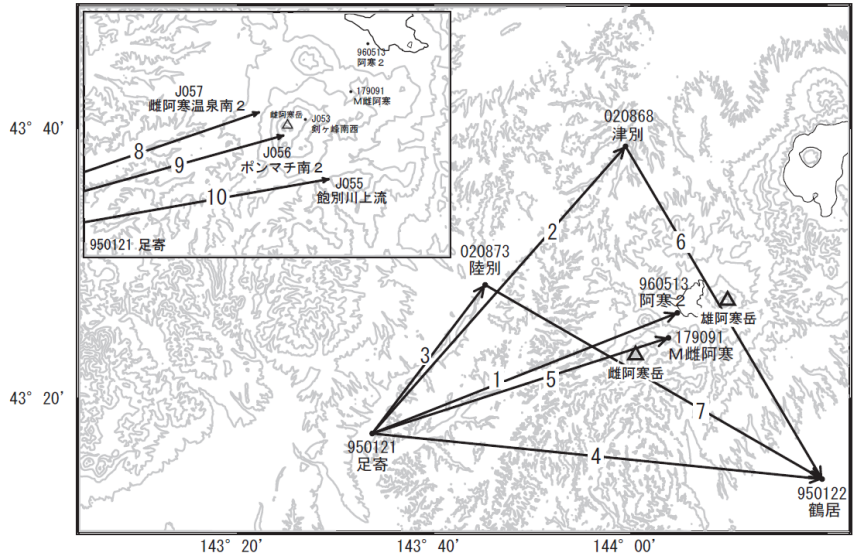 960513
阿寒2
J057
雌阿寒温泉南2
179091
M雌阿寒
雌阿寒岳
J053
剣ヶ峰南西
8
9
J056
ポンマチ南2
10
J055
飽別川上流
950121 足寄
43° 40′
020868
津別
2
6
020873
陸別
960513
阿寒2
雄阿寒岳
179091
M雌阿寒
雌阿寒岳
3
1
5
43° 20′
7
950121
足寄
4
950122
鶴居
143° 20′
143° 40′
144° 00′